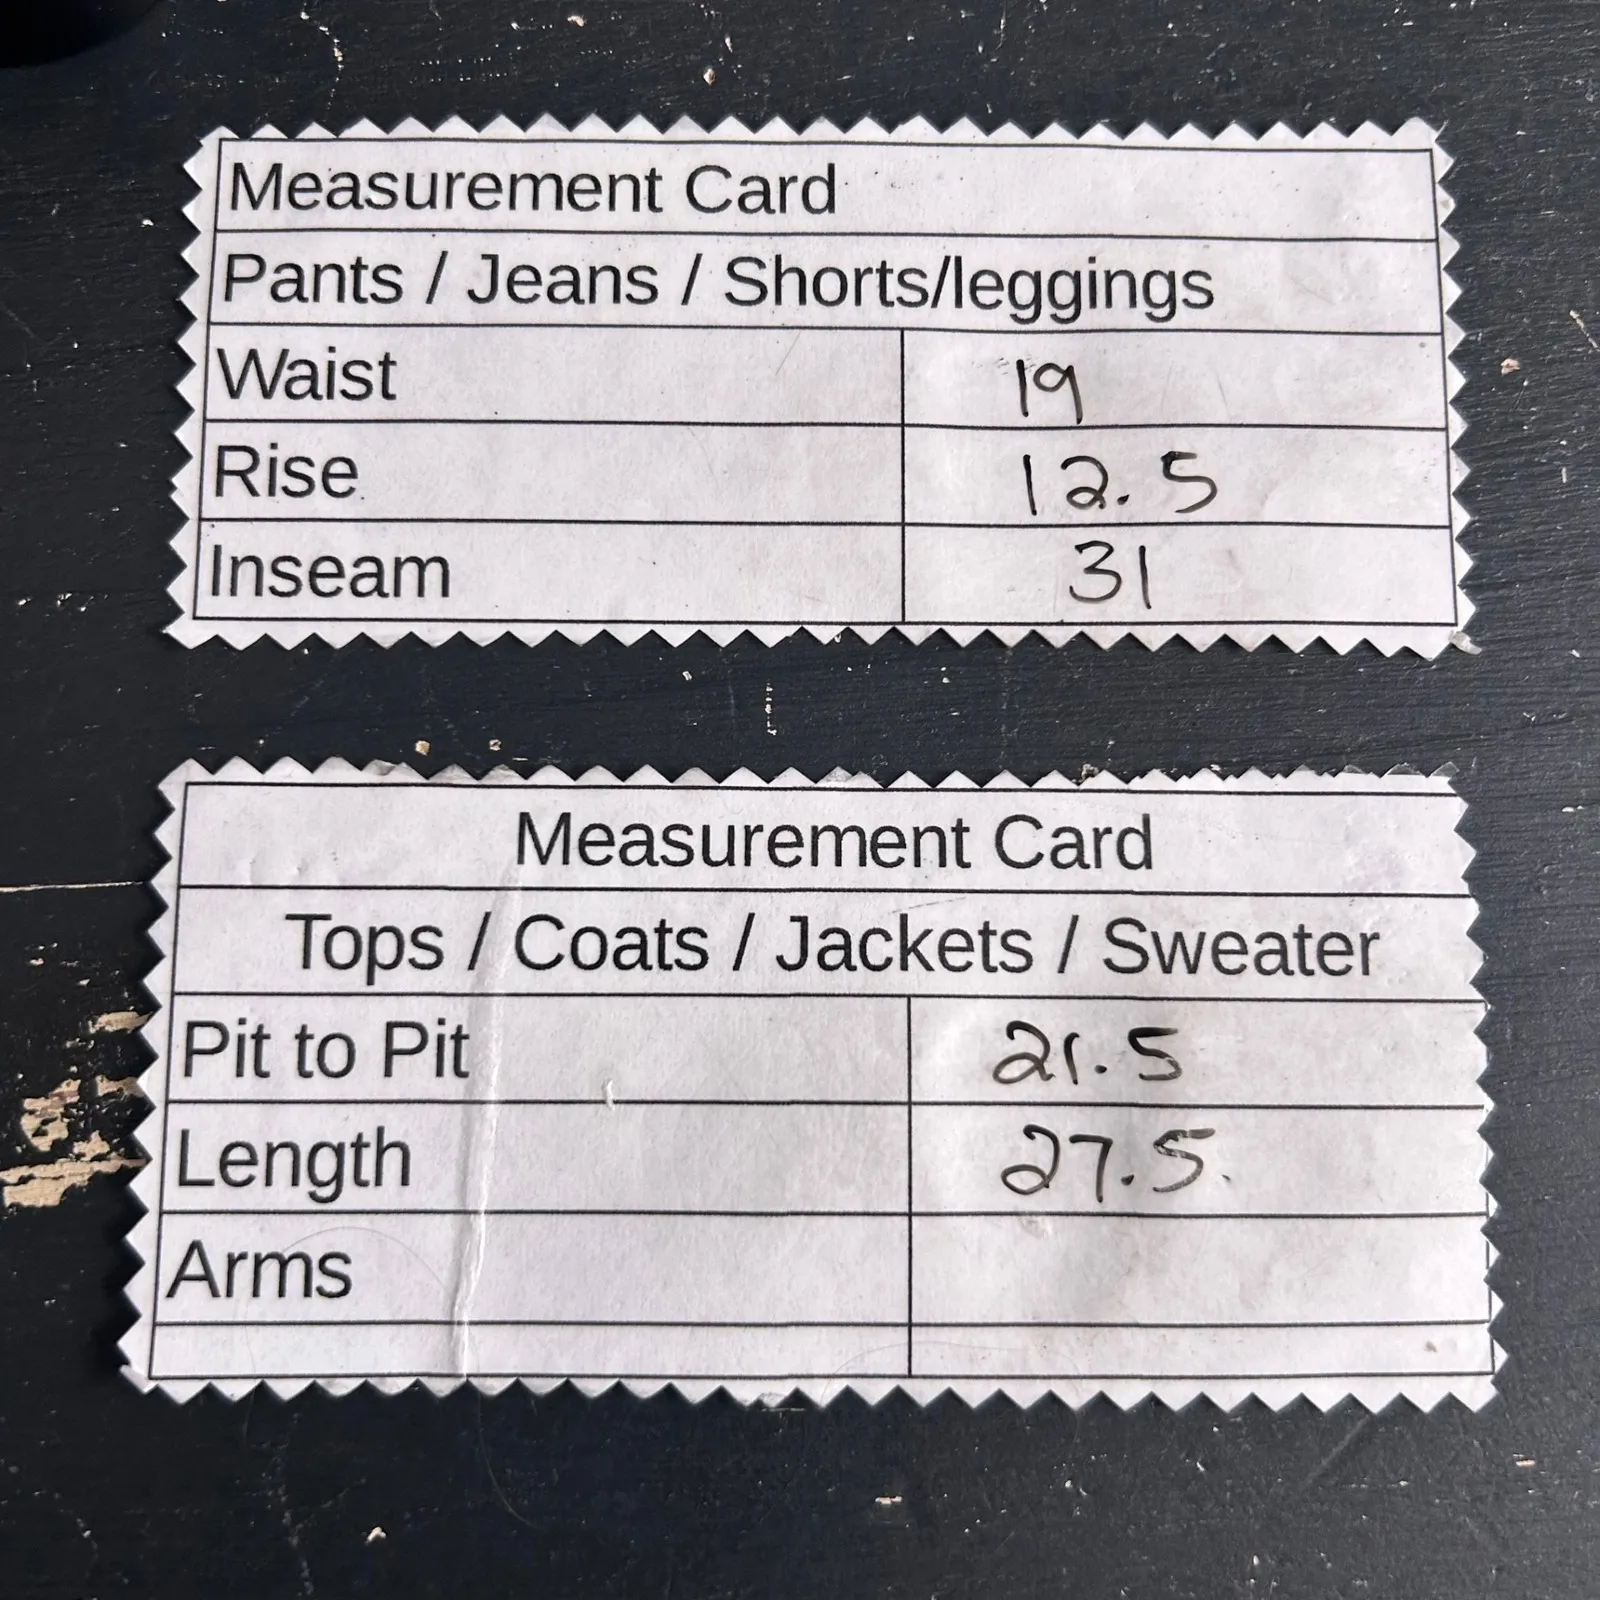 Measurement Card
Pants / Jeans / Shorts/leggings
Waist 19
Rise 12.5
Inseam 31
Measurement Card
Tops / Coats / Jackets / Sweater
Pit to Pit 21.5
Length 27.5.
Arms